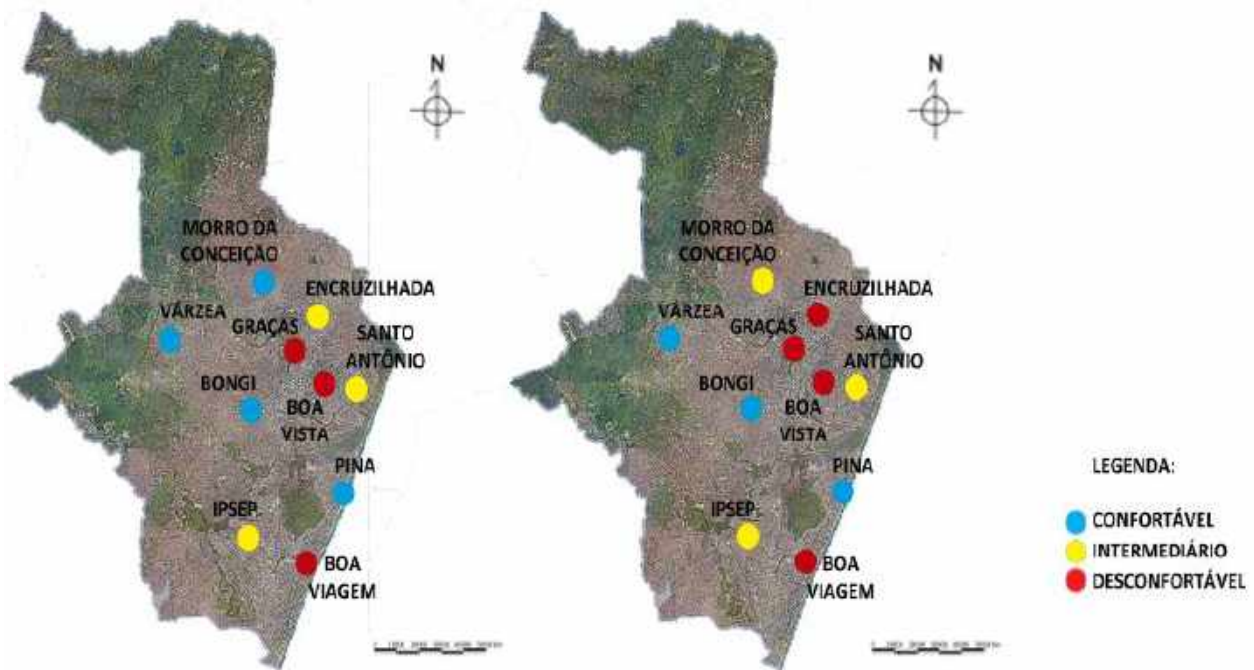 N
MORRO DA
CONCEIÇÃO
ENCRUZILHADA
VÁRZEA
GRAÇAS
SANTO
ANTÔNIO
BONGI
BOA
VISTA
PINA
IPSEP
BOA
VIAGEM
N
MORRO DA
CONCEIÇÃO
ENCRUZILHADA
VÁRZEA
GRAÇAS
SANTO
ANTÔNIO
BONGI
BOA
VISTA
PINA
IPSEP
BOA
VIAGEM
LEGENDA:
CONFORTÁVEL
INTERMEDIÁRIO
DESCONFORTÁVEL